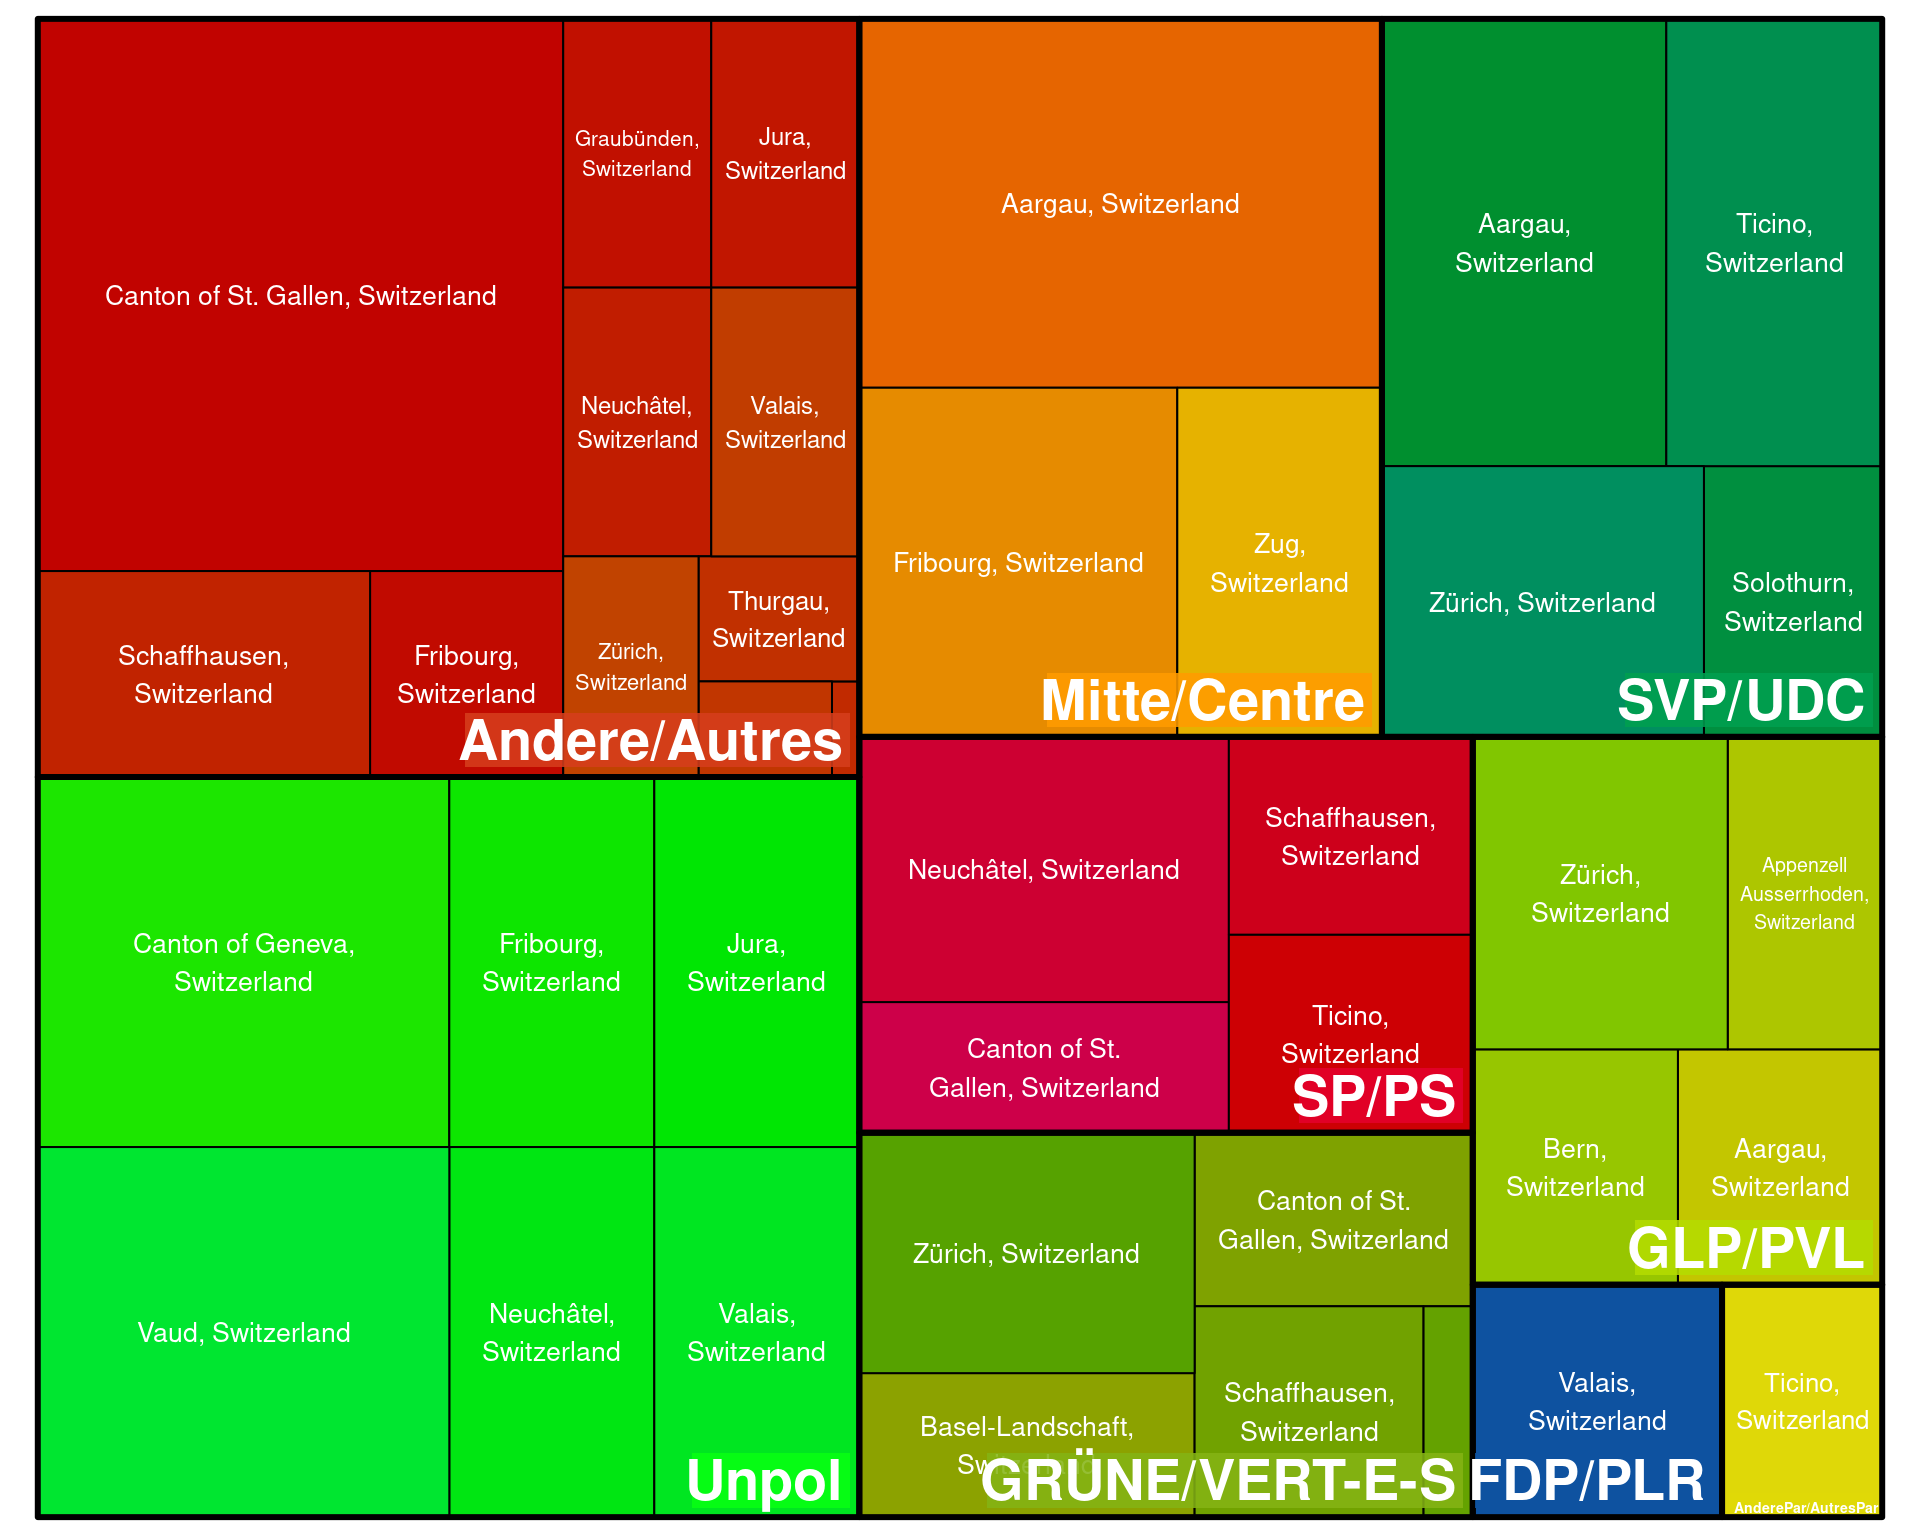 Canton of St. Gallen, Switzerland
Graubünden,
Switzerland
Jura,
Switzerland
Neuchâtel,
Switzerland
Valais,
Switzerland
Schaffhausen,
Switzerland
Fribourg,
Switzerland
Zürich,
Switzerland
Thurgau,
Switzerland
Andere/Autres
Aargau, Switzerland
Fribourg, Switzerland
Zug,
Switzerland
Mitte/Centre
Aargau,
Switzerland
Ticino,
Switzerland
Zürich, Switzerland
Solothurn,
Switzerland
SVP/UDC
Canton of Geneva,
Switzerland
Fribourg,
Switzerland
Jura,
Switzerland
Vaud, Switzerland
Neuchâtel,
Switzerland
Valais,
Switzerland
Unpol
Neuchâtel, Switzerland
Schaffhausen,
Switzerland
Canton of St.
Gallen, Switzerland
Ticino,
Switzerland
SP/PS
Zürich,
Switzerland
Appenzell
Ausserrhoden,
Switzerland
Bern,
Switzerland
Aargau,
Switzerland
GLP/PVL
Zürich, Switzerland
Canton of St.
Gallen, Switzerland
Basel-Landschaft,
Switzerland
Schaffhausen,
Switzerland
GRÜNE/VERT-E-S
Valais,
Switzerland
FDP/PLR
Ticino,
Switzerland
AnderePar/AutresPar